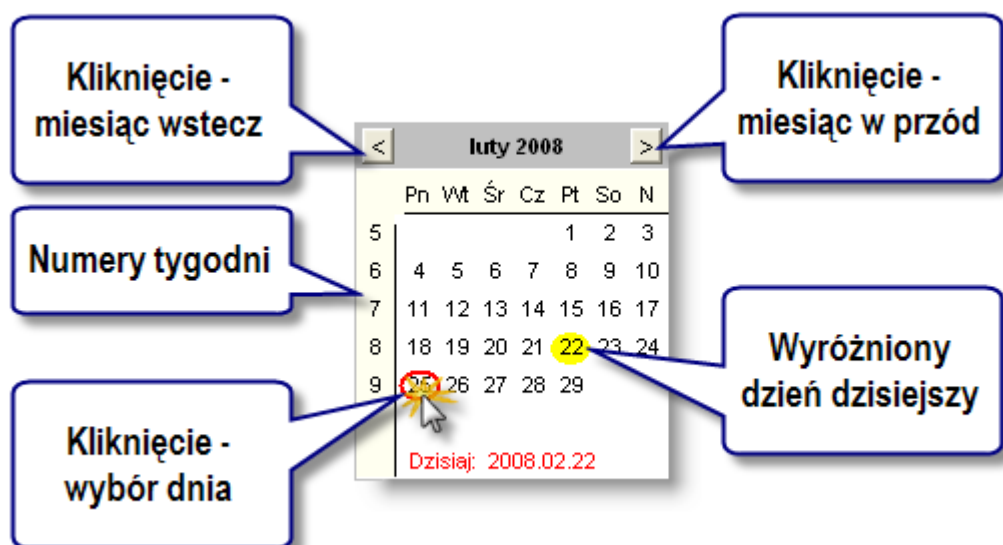 Kliknięcie -
miesiąc wstecz
Kliknięcie -
miesiąc w przód
< luty 2008 >
Pn Wt Śr Cz Pt So N
5 1 2 3
Numery tygodni
6 4 5 6 7 8 9 10
7 11 12 13 14 15 16 17
8 18 19 20 21 22 23 24
Wyróżniony
dzień dzisiejszy
9 25 26 27 28 29
Kliknięcie -
wybór dnia
Dzisiaj: 2008.02.22